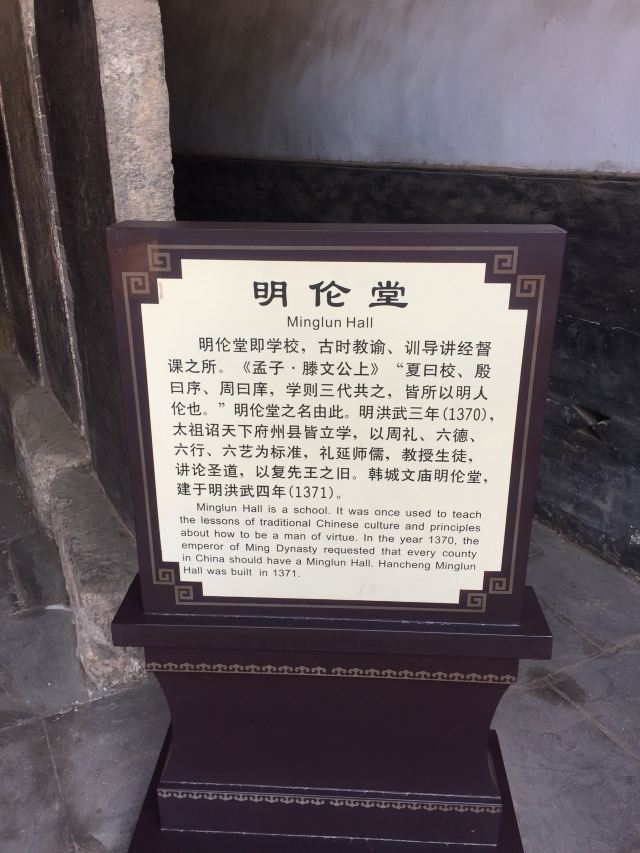 明伦堂
Minglun Hall
明伦堂即学校，古时教谕、训导讲经督
课之所。《孟子·滕文公上》“夏曰校、殷
曰序、周曰庠，学则三代共之，皆所以明人
伦也。”明伦堂之名由此。明洪武三年(1370)，
太祖诏天下府州县皆立学，以周礼、六德、
六行、六艺为标准，礼延师儒，教授生徒，
讲论圣道，以复先王之旧。韩城文庙明伦堂，
建于明洪武四年(1371)。
Minglun Hall is a school. It was once used to teach
the lessons of traditional Chinese culture and principles
about how to be a man of virtue. In the year 1370, the
emperor of Ming Dynasty requested that every county
in China should have a Minglun Hall. Hancheng Minglun
Hall was built in 1371.